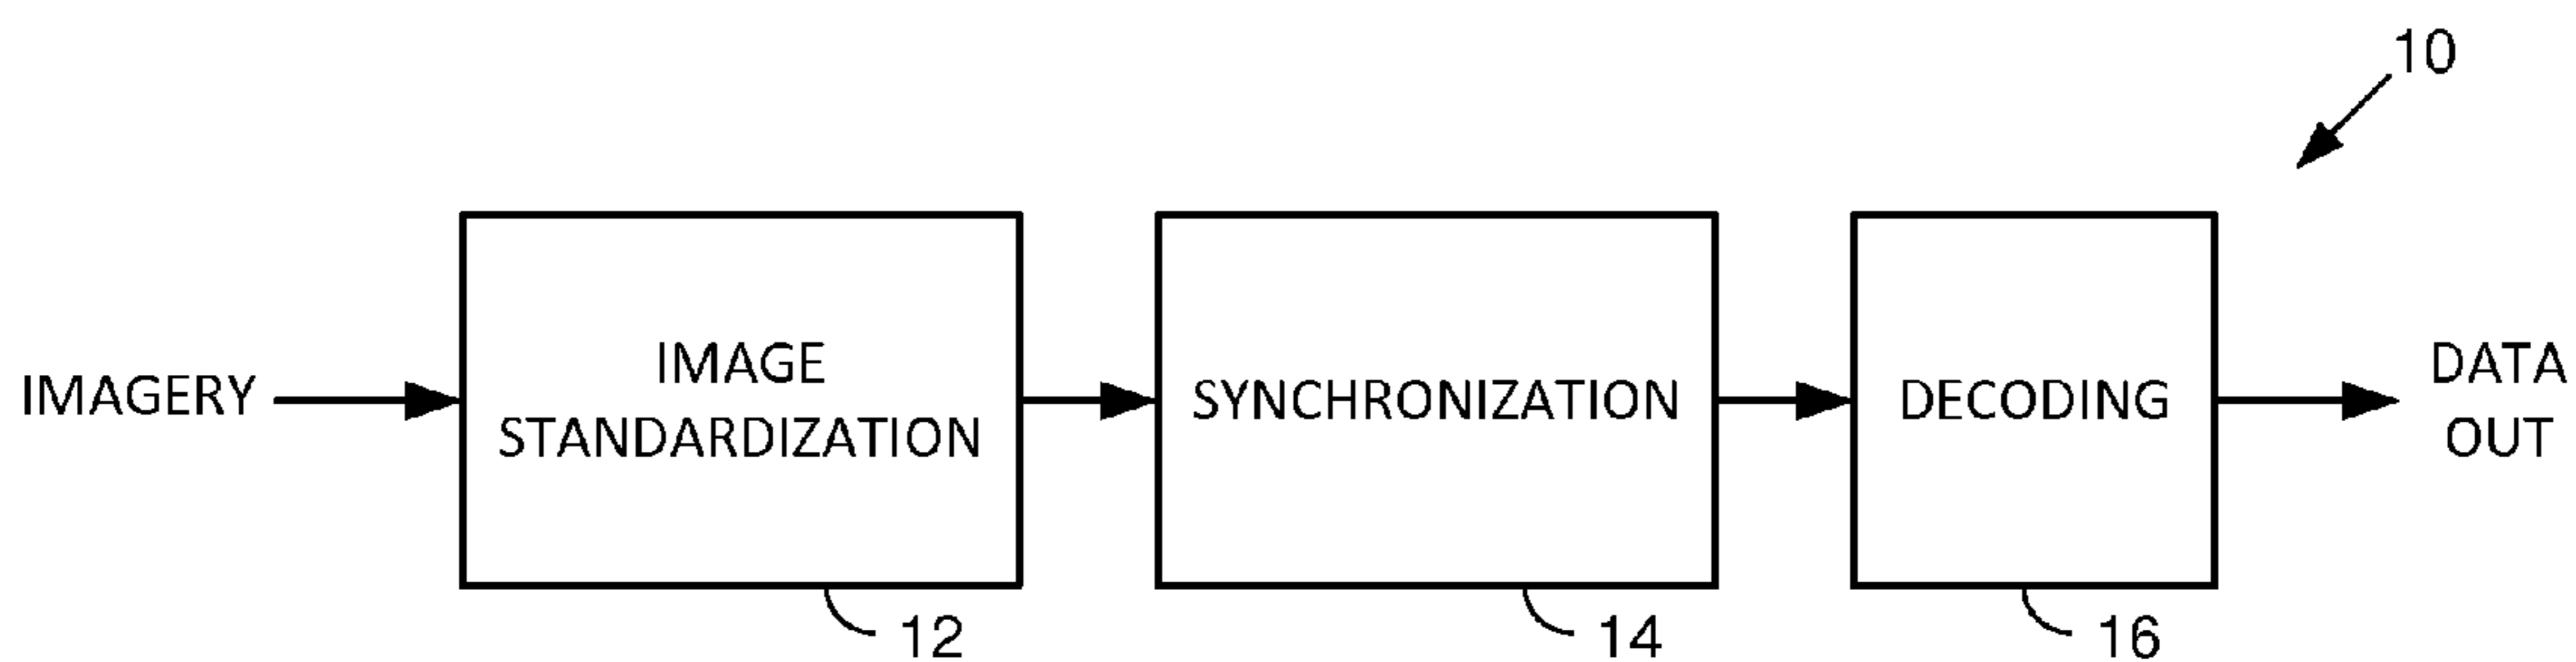 10
IMAGERY
IMAGE
STANDARDIZATION
SYNCHRONIZATION
DECODING
DATA
OUT
12
14
16